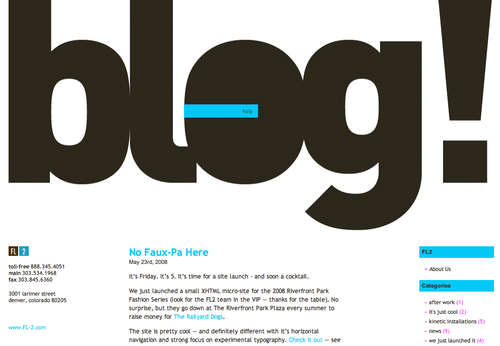 blog!
help
FL 2
toll-free 888.345.4051
main 303.534.1968
fax 303.845.6360
3001 larimer street
denver, colorado 80205
www.FL-2.com
No Faux-Pa Here
May 23rd, 2008
It's Friday. It's 5. It's time for a site launch - and soon a cocktail.
We just launched a small XHTML micro-site for the 2008 Riverfront Park
Fashion Series (look for the FL2 team in the VIP — thanks for the table). No
surprise, but they go down at The Riverfront Park Plaza every summer to
raise money for The Rallyard Dogs.
The site is pretty cool — and definitely different with it's horizontal
navigation and strong focus on experimental typography. Check it out — see
FL2
– About Us
Categories
– after work (1)
– cool sites (2)
– kinetic installations (5)
– news (9)
– we just launched it (4)